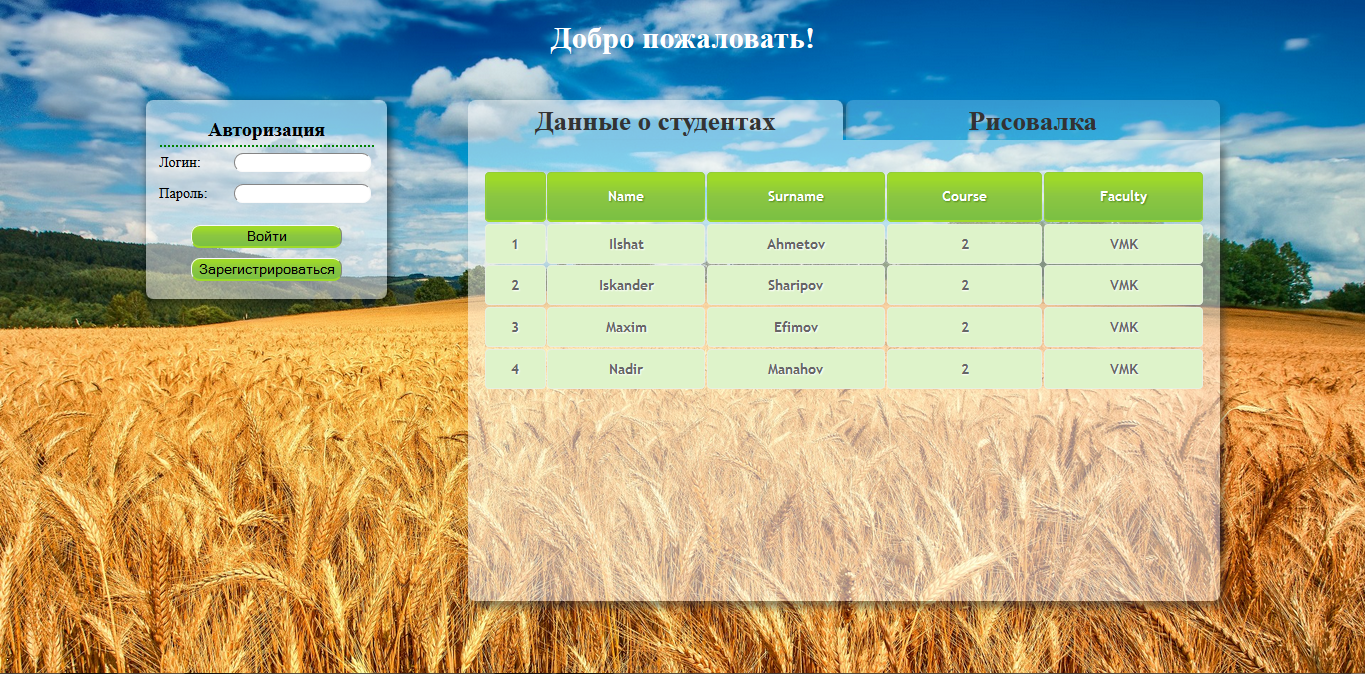 Добро пожаловать!
Авторизация
Логин:
Пароль:
Войти
Зарегистрироваться
Данные о студентах Рисовалка
Name Surname Course Faculty
1 Ilshat Ahmetov 2 VMK
2 Iskander Sharipov 2 VMK
3 Maxim Efimov 2 VMK
4 Nadir Manahov 2 VMK